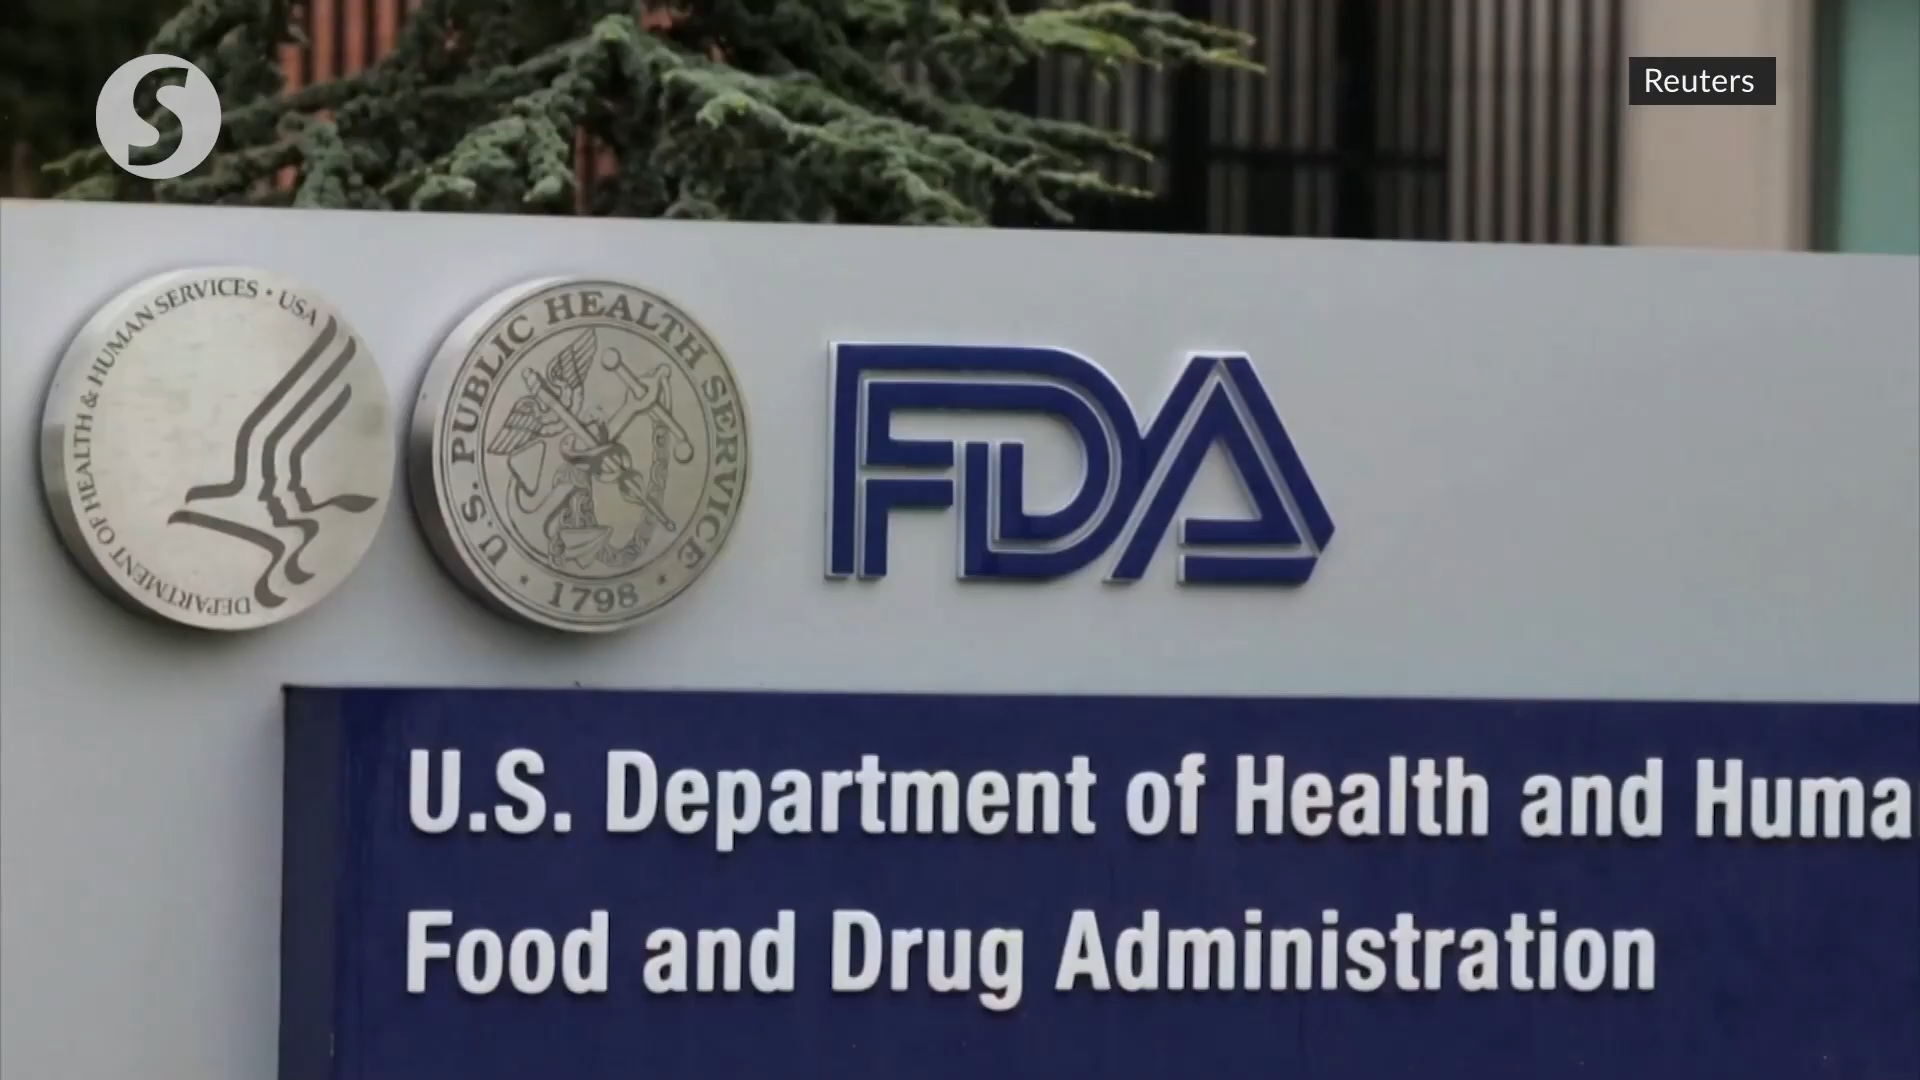 S
Reuters
DEPARTMENT OF HEALTH & HUMAN SERVICES • USA
U.S. PUBLIC HEALTH SERVICE
• 1798 •
FDA
U.S. Department of Health and Huma
Food and Drug Administration